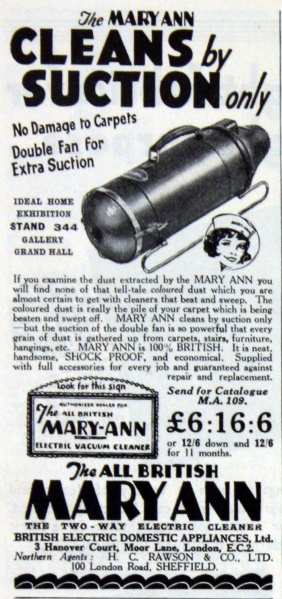 The MARY ANN
CLEANS by
SUCTION only
No Damage to Carpets
Double Fan for
Extra Suction
IDEAL HOME
EXHIBITION
STAND 344
GALLERY
GRAND HALL
If you examine the dust extracted by the MARY ANN you
will find none of that tell-tale coloured dust which you are
almost certain to get with cleaners that beat and sweep. The
coloured dust is really the pile of your carpet which is being
beaten and swept off. MARY ANN cleans by suction only
—but the suction of the double fan is so powerful that every
grain of dust is gathered up from carpets, stairs, furniture,
hangings, etc. MARY ANN is 100% BRITISH. It is neat,
handsome, SHOCK PROOF, and economical. Supplied
with full accessories for every job and guaranteed against
repair and replacement.
Look for this sign
AUTHORIZED DEALER FOR
The ALL BRITISH
MARY-ANN
ELECTRIC VACUUM CLEANER
Send for Catalogue
M.A. 109.
£6:16:6
or 12/6 down and 12/6
for 11 months.
The ALL BRITISH
MARY ANN
THE TWO-WAY ELECTRIC CLEANER
BRITISH ELECTRIC DOMESTIC APPLIANCES, Ltd.
3 Hanover Court, Moor Lane, London, E.C.2.
Northern Agents: H. C. RAWSON & CO., LTD.
100 London Road, SHEFFIELD.